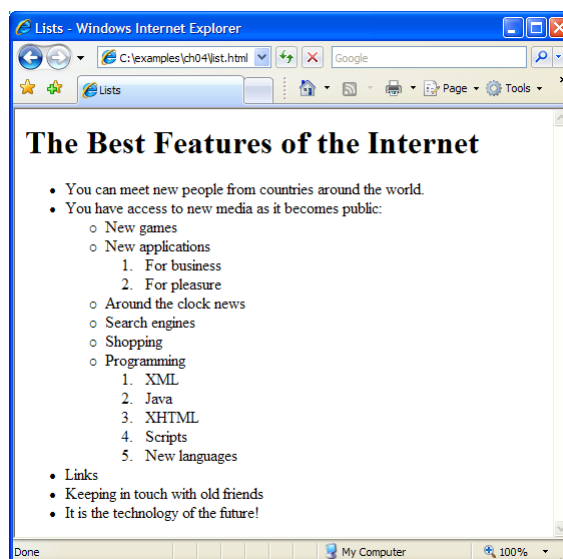 Lists - Windows Internet Explorer
C:\examples\ch04\list.html
Google
Lists
Page
Tools
The Best Features of the Internet
• You can meet new people from countries around the world.
• You have access to new media as it becomes public:
○ New games
○ New applications
1. For business
2. For pleasure
○ Around the clock news
○ Search engines
○ Shopping
○ Programming
1. XML
2. Java
3. XHTML
4. Scripts
5. New languages
• Links
• Keeping in touch with old friends
• It is the technology of the future!
Done
My Computer
100%